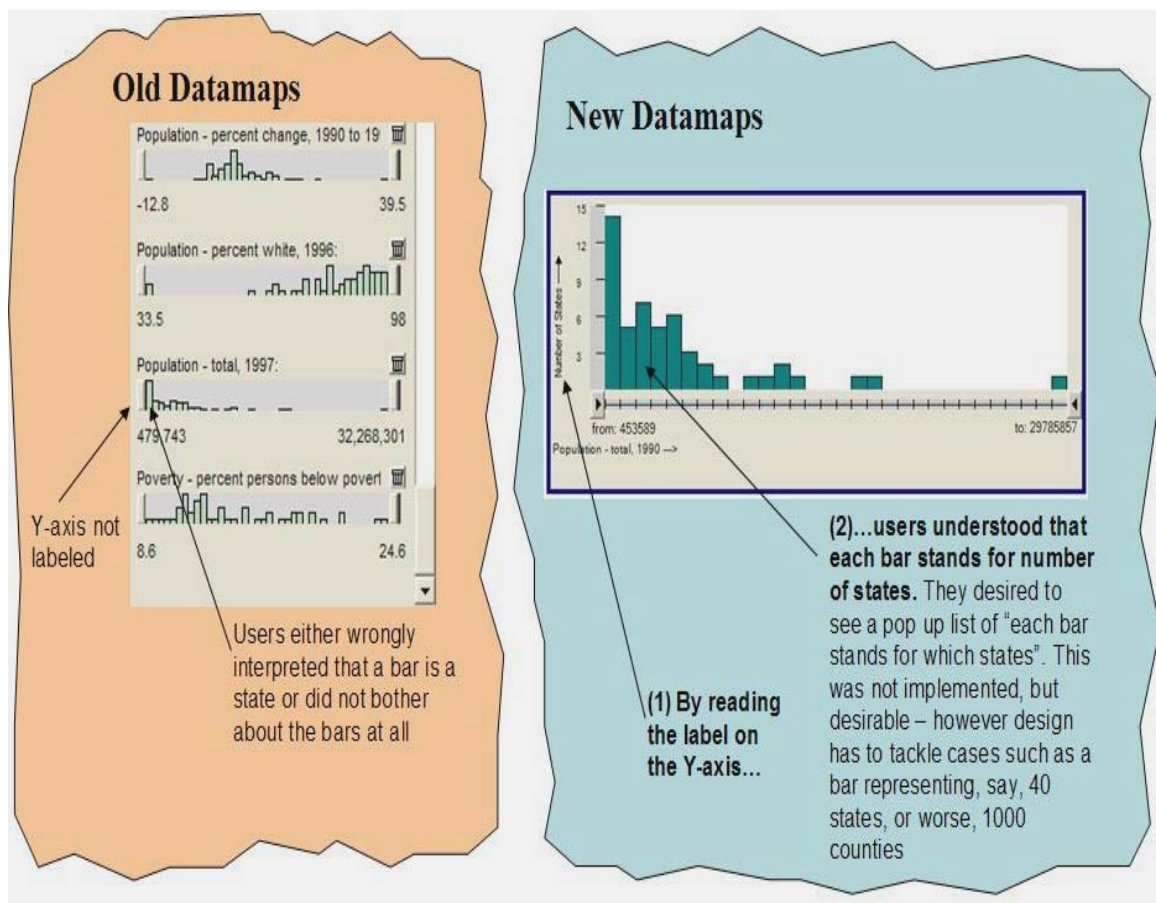 Old Datamaps
Population - percent change, 1990 to 19
-12.8 39.5
Population - percent white, 1996:
33.5 98
Population - total, 1997:
479,743 32,268,301
Poverty - percent persons below povert
8.6 24.6
Y-axis not
labeled
Users either wrongly
interpreted that a bar is a
state or did not bother
about the bars at all
New Datamaps
15
12
9
6
3
Number of States
from: 453589 to: 29785857
Population - total, 1990 -->
(1) By reading
the label on
the Y-axis...
(2)...users understood that
each bar stands for number
of states. They desired to
see a pop up list of “each bar
stands for which states”. This
was not implemented, but
desirable – however design
has to tackle cases such as a
bar representing, say, 40
states, or worse, 1000
counties